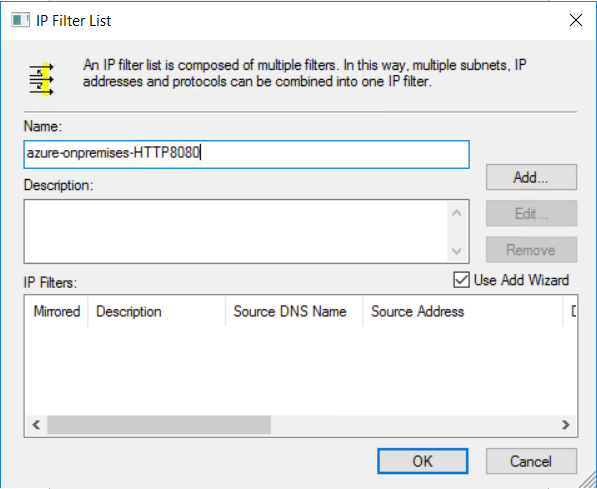 IP Filter List
An IP filter list is composed of multiple filters. In this way, multiple subnets, IP
addresses and protocols can be combined into one IP filter.
Name:
azure-onpremises-HTTP8080
Add...
Description:
Edit...
Remove
IP Filters:
Use Add Wizard
Mirrored Description Source DNS Name Source Address
OK Cancel